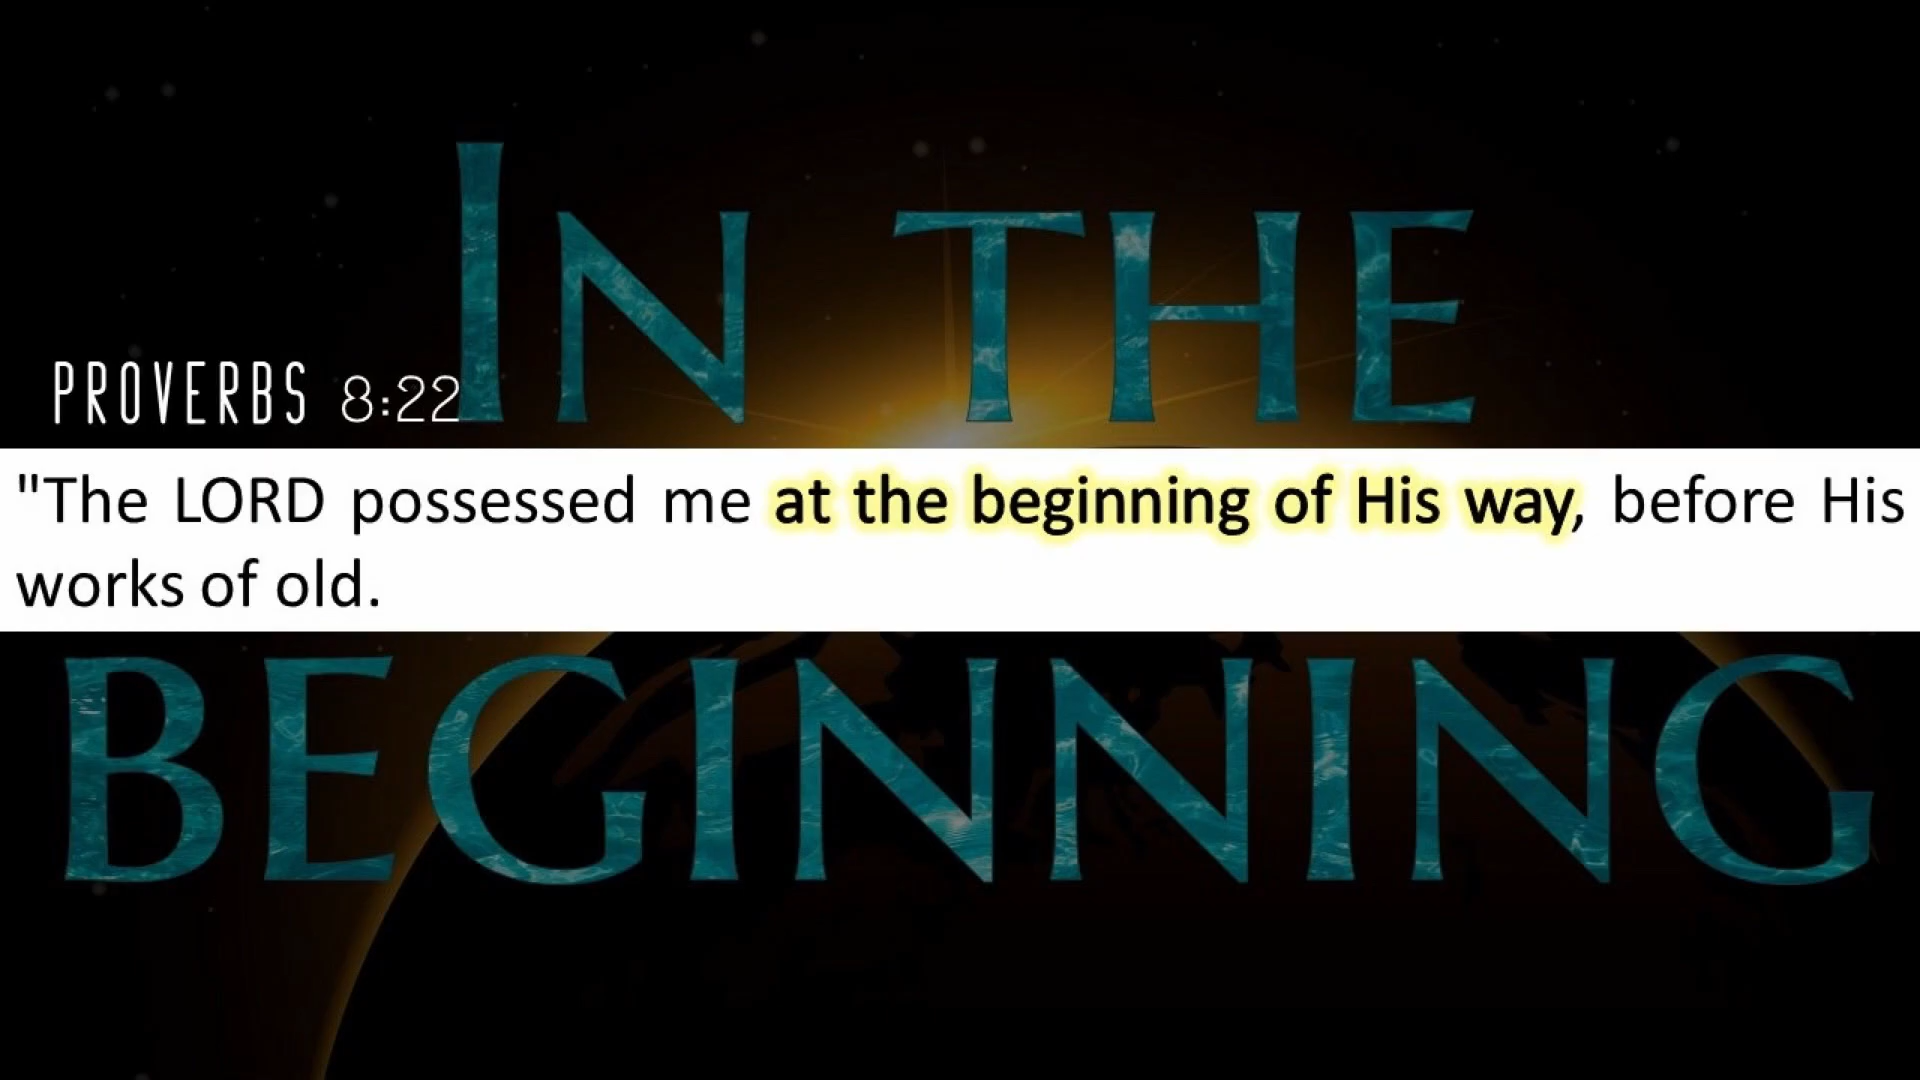 IN THE
PROVERBS 8:22
"The LORD possessed me at the beginning of His way, before His
works of old.
BEGINNING